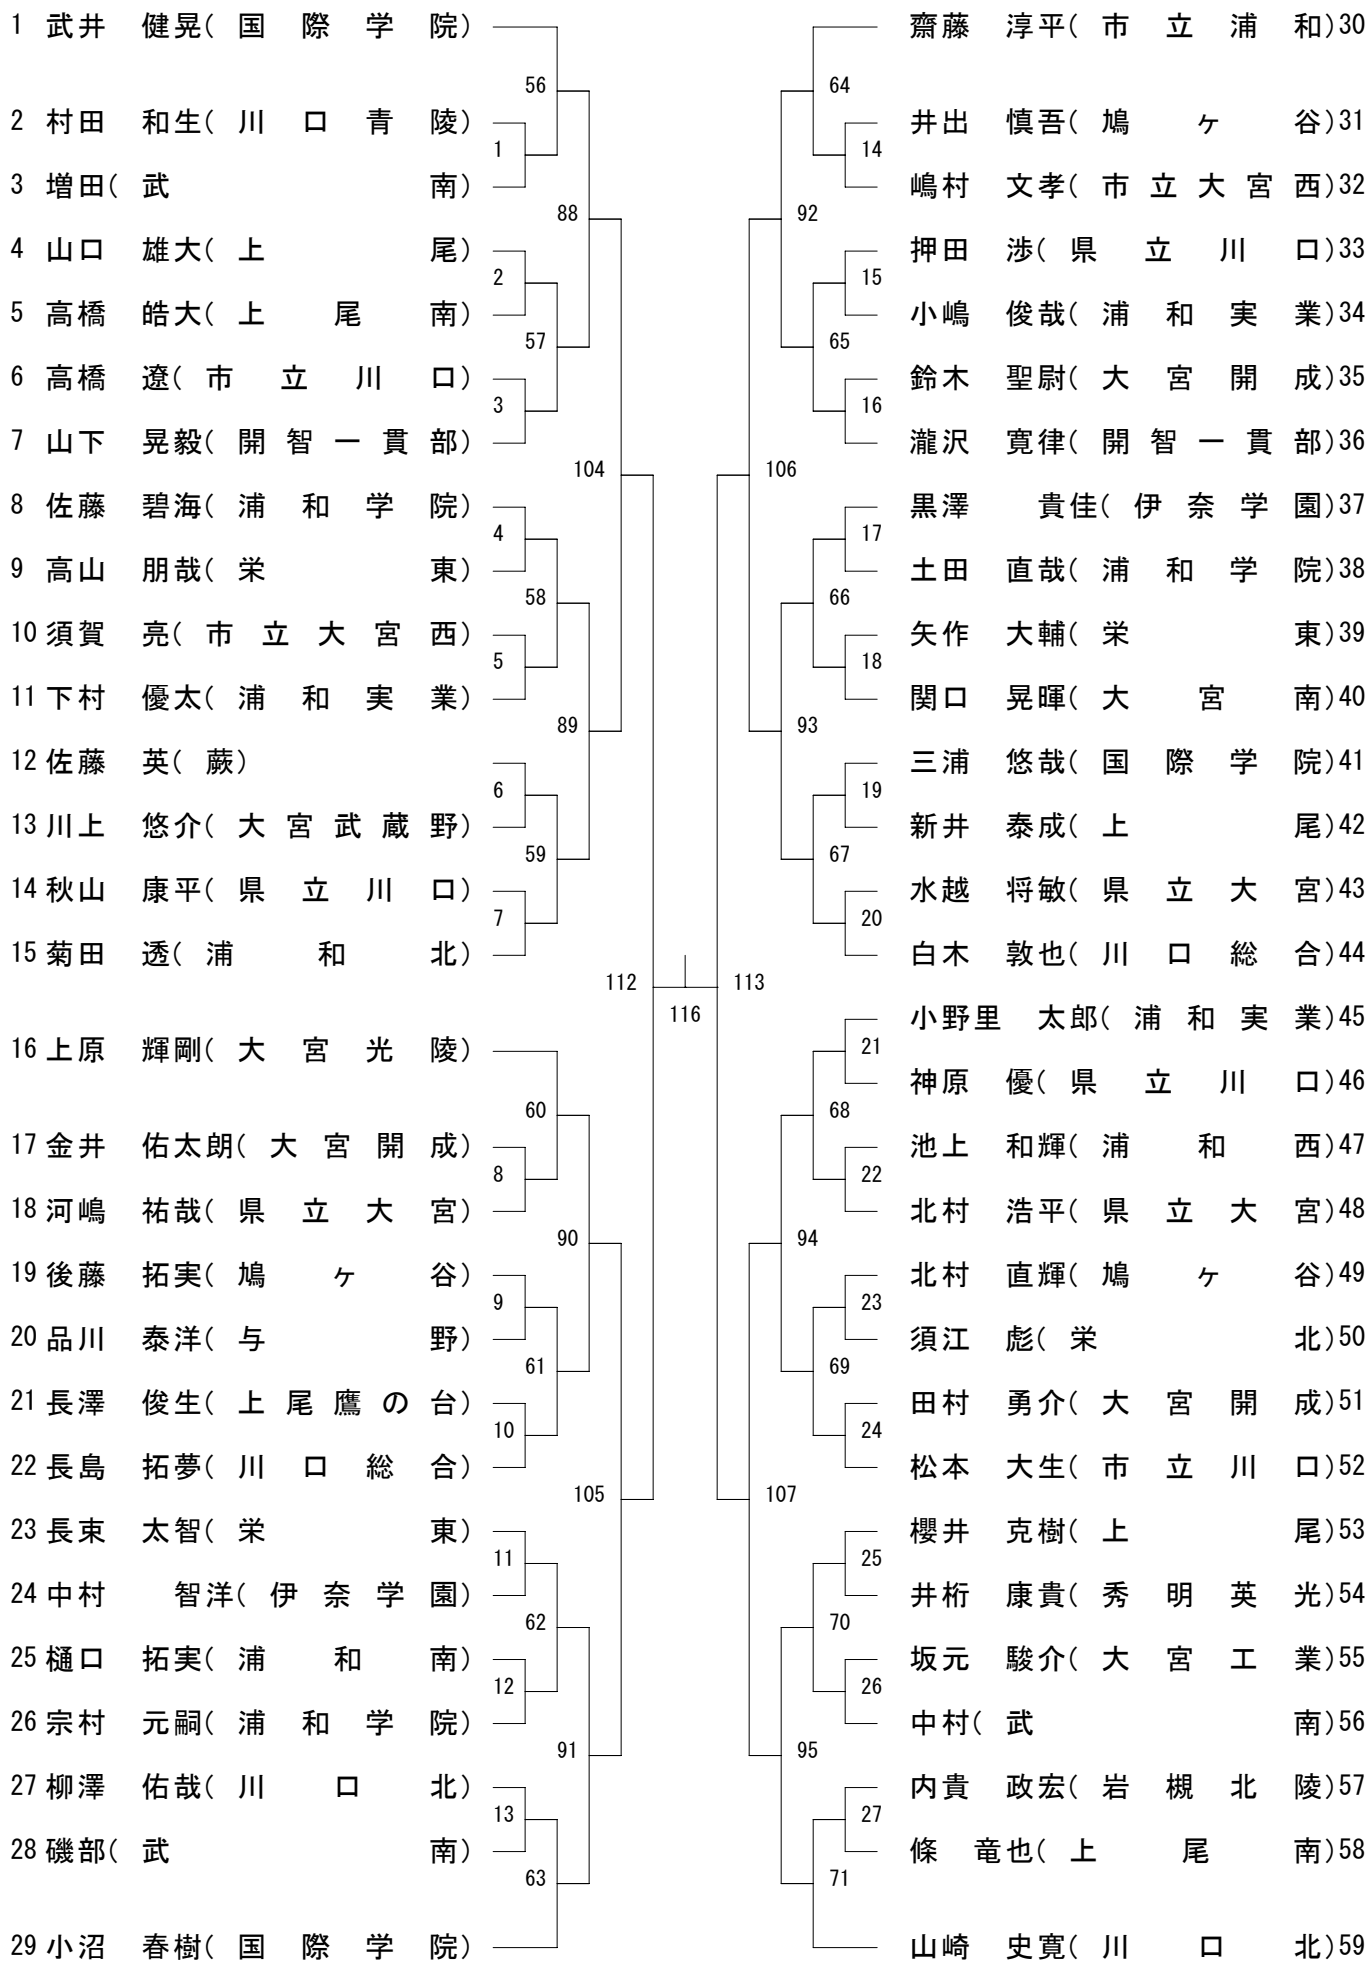 1 武井 健晃( 国 際 学 院)
56
2 村田 和生( 川 口 青 陵)
1
3 増田( 武 南)
88
4 山口 雄大( 上 尾)
2
5 高橋 皓大( 上 尾 南)
57
6 高橋 遼( 市 立 川 口)
3
7 山下 晃毅( 開 智 一 貫 部)
104
8 佐藤 碧海( 浦 和 学 院)
4
9 高山 朋哉( 栄 東)
58
10 須賀 亮( 市 立 大 宮 西)
5
11 下村 優太( 浦 和 実 業)
89
12 佐藤 英( 蕨)
6
13 川上 悠介( 大 宮 武 蔵 野)
59
14 秋山 康平( 県 立 川 口)
7
15 菊田 透( 浦 和 北)
112
16 上原 輝剛( 大 宮 光 陵)
60
17 金井 佑太朗( 大 宮 開 成)
8
18 河嶋 祐哉( 県 立 大 宮)
90
19 後藤 拓実( 鳩 ヶ 谷)
9
20 品川 泰洋( 与 野)
61
21 長澤 俊生( 上 尾 鷹 の 台)
10
22 長島 拓夢( 川 口 総 合)
105
23 長束 太智( 栄 東)
11
24 中村 智洋( 伊 奈 学 園)
62
25 樋口 拓実( 浦 和 南)
12
26 宗村 元嗣( 浦 和 学 院)
91
27 柳澤 佑哉( 川 口 北)
13
28 磯部( 武 南)
63
29 小沼 春樹( 国 際 学 院)
116
齋藤 淳平( 市 立 浦 和)30
64
井出 慎吾( 鳩 ヶ 谷)31
14
嶋村 文孝( 市 立 大 宮 西)32
92
押田 渉( 県 立 川 口)33
15
小嶋 俊哉( 浦 和 実 業)34
65
鈴木 聖尉( 大 宮 開 成)35
16
瀧沢 寛律( 開 智 一 貫 部)36
106
黒澤 貴佳( 伊 奈 学 園)37
17
土田 直哉( 浦 和 学 院)38
66
矢作 大輔( 栄 東)39
18
関口 晃暉( 大 宮 南)40
93
三浦 悠哉( 国 際 学 院)41
19
新井 泰成( 上 尾)42
67
水越 将敏( 県 立 大 宮)43
20
白木 敦也( 川 口 総 合)44
113
小野里 太郎( 浦 和 実 業)45
21
神原 優( 県 立 川 口)46
68
池上 和輝( 浦 和 西)47
22
北村 浩平( 県 立 大 宮)48
94
北村 直輝( 鳩 ヶ 谷)49
23
須江 彪( 栄 北)50
69
田村 勇介( 大 宮 開 成)51
24
松本 大生( 市 立 川 口)52
107
櫻井 克樹( 上 尾)53
25
井桁 康貴( 秀 明 英 光)54
70
坂元 駿介( 大 宮 工 業)55
26
中村( 武 南)56
95
内貴 政宏( 岩 槻 北 陵)57
27
條 竜也( 上 尾 南)58
71
山崎 史寛( 川 口 北)59